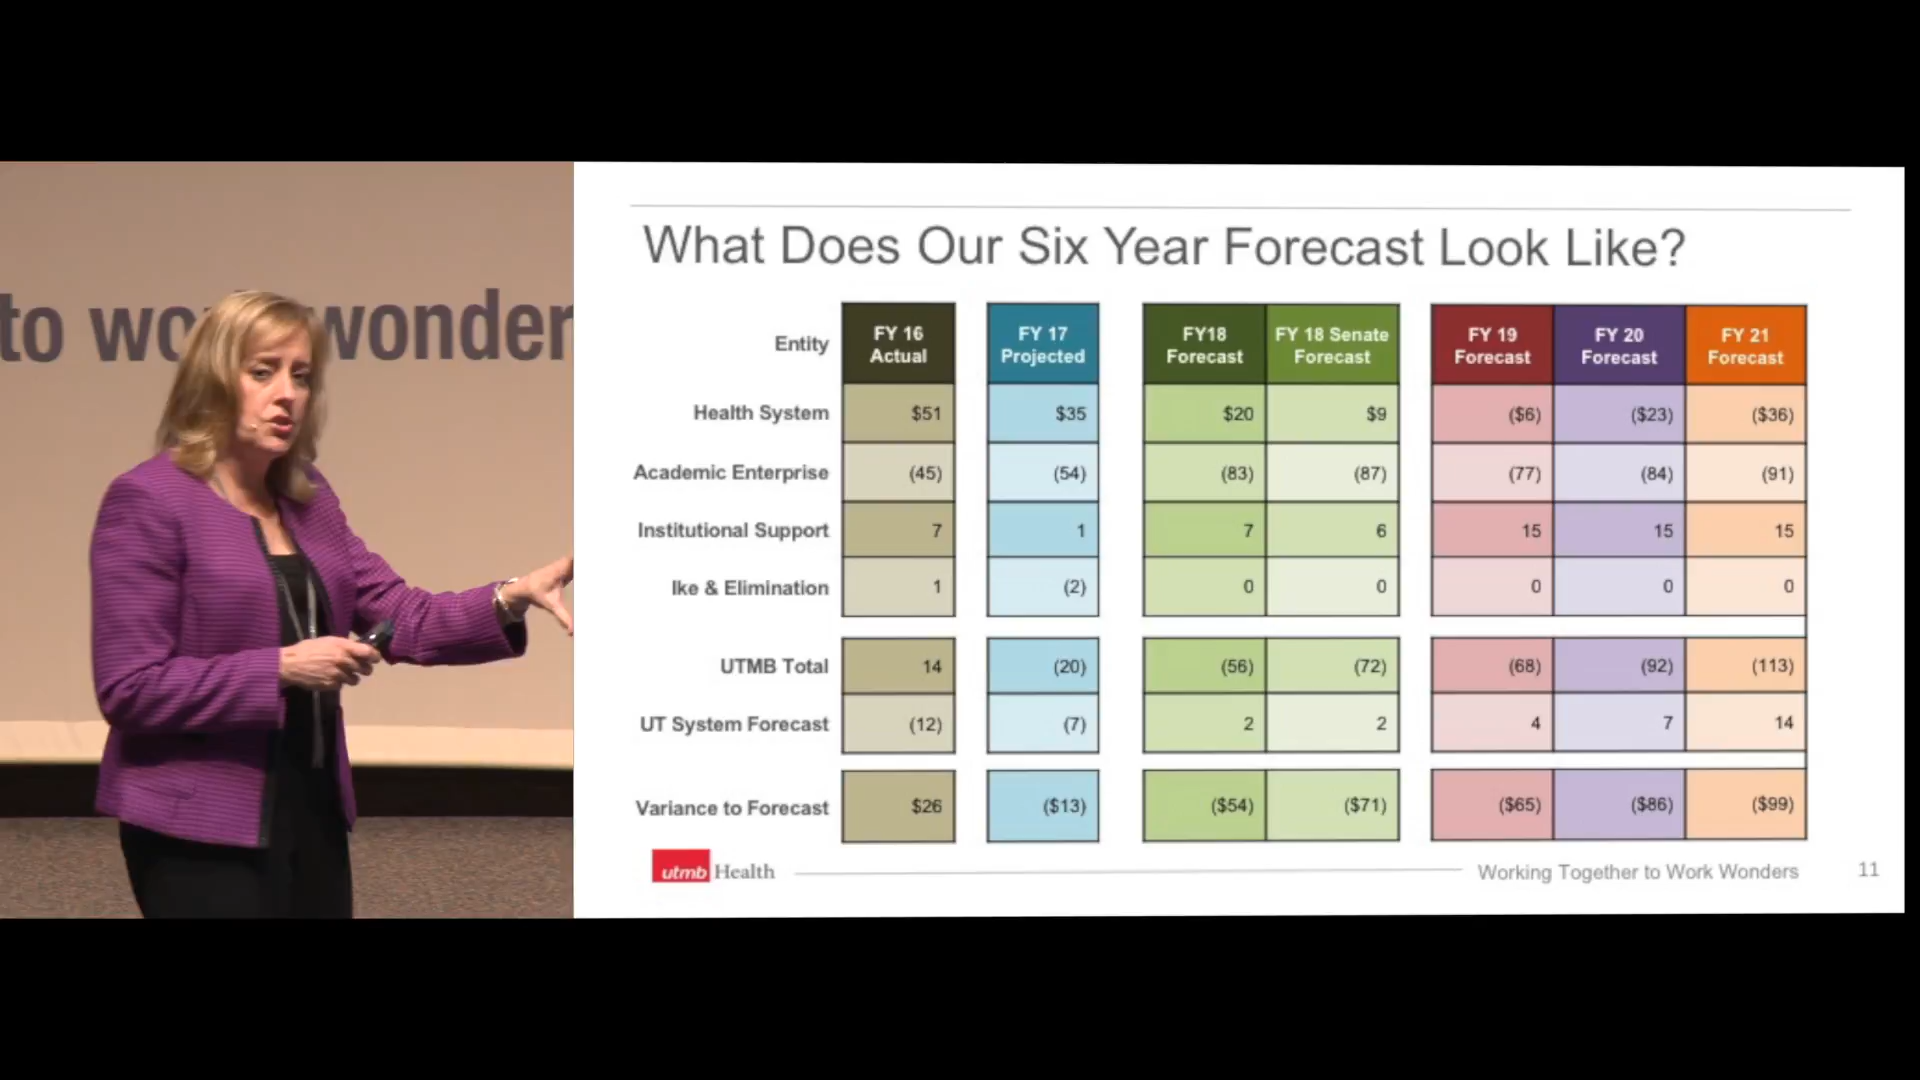 to wo wonder
What Does Our Six Year Forecast Look Like?
Entity FY 16 Actual FY 17 Projected FY18 Forecast FY 18 Senate Forecast FY 19 Forecast FY 20 Forecast FY 21 Forecast
Health System $51 $35 $20 $9 ($6) ($23) ($36)
Academic Enterprise (45) (54) (83) (87) (77) (84) (91)
Institutional Support 7 1 7 6 15 15 15
Ike & Elimination 1 (2) 0 0 0 0 0
UTMB Total 14 (20) (56) (72) (68) (92) (113)
UT System Forecast (12) (7) 2 2 4 7 14
Variance to Forecast $26 ($13) ($54) ($71) ($65) ($86) ($99)
utmb Health Working Together to Work Wonders 11